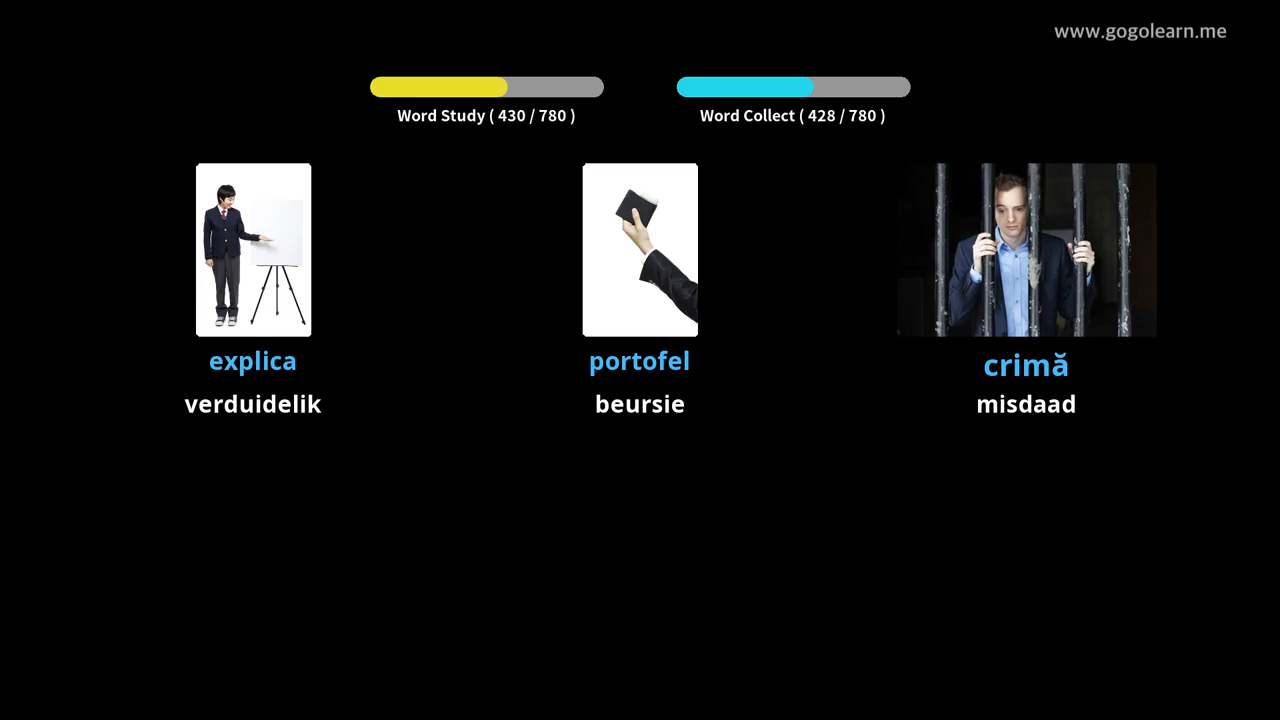 www.gogolearn.me
Word Study ( 430 / 780 )
Word Collect ( 428 / 780 )
explica
portofel
crimă
verduidelik
beursie
misdaad